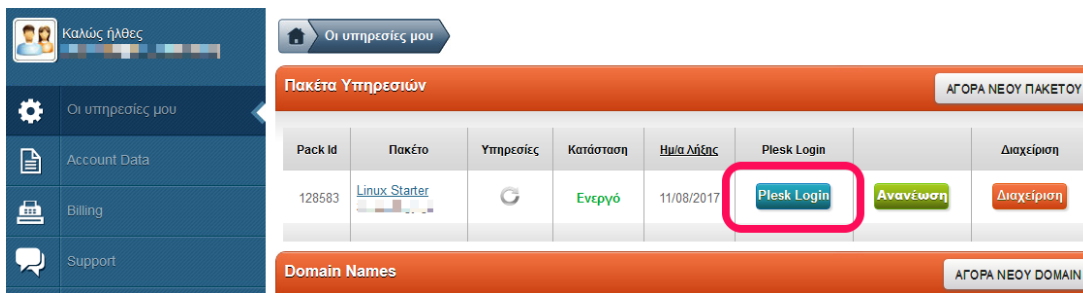 Καλώς ήλθες
Οι υπηρεσίες μου
Οι υπηρεσίες μου
Account Data
Billing
Support
Πακέτα Υπηρεσιών
ΑΓΟΡΑ ΝΕΟΥ ΠΑΚΕΤΟΥ
Pack Id Πακέτο Υπηρεσίες Κατάσταση Ημ/α Λήξης Plesk Login Διαχείριση
128583 Linux Starter Ενεργό 11/08/2017 Plesk Login Ανανέωση Διαχείριση
Domain Names
ΑΓΟΡΑ ΝΕΟΥ DOMAIN